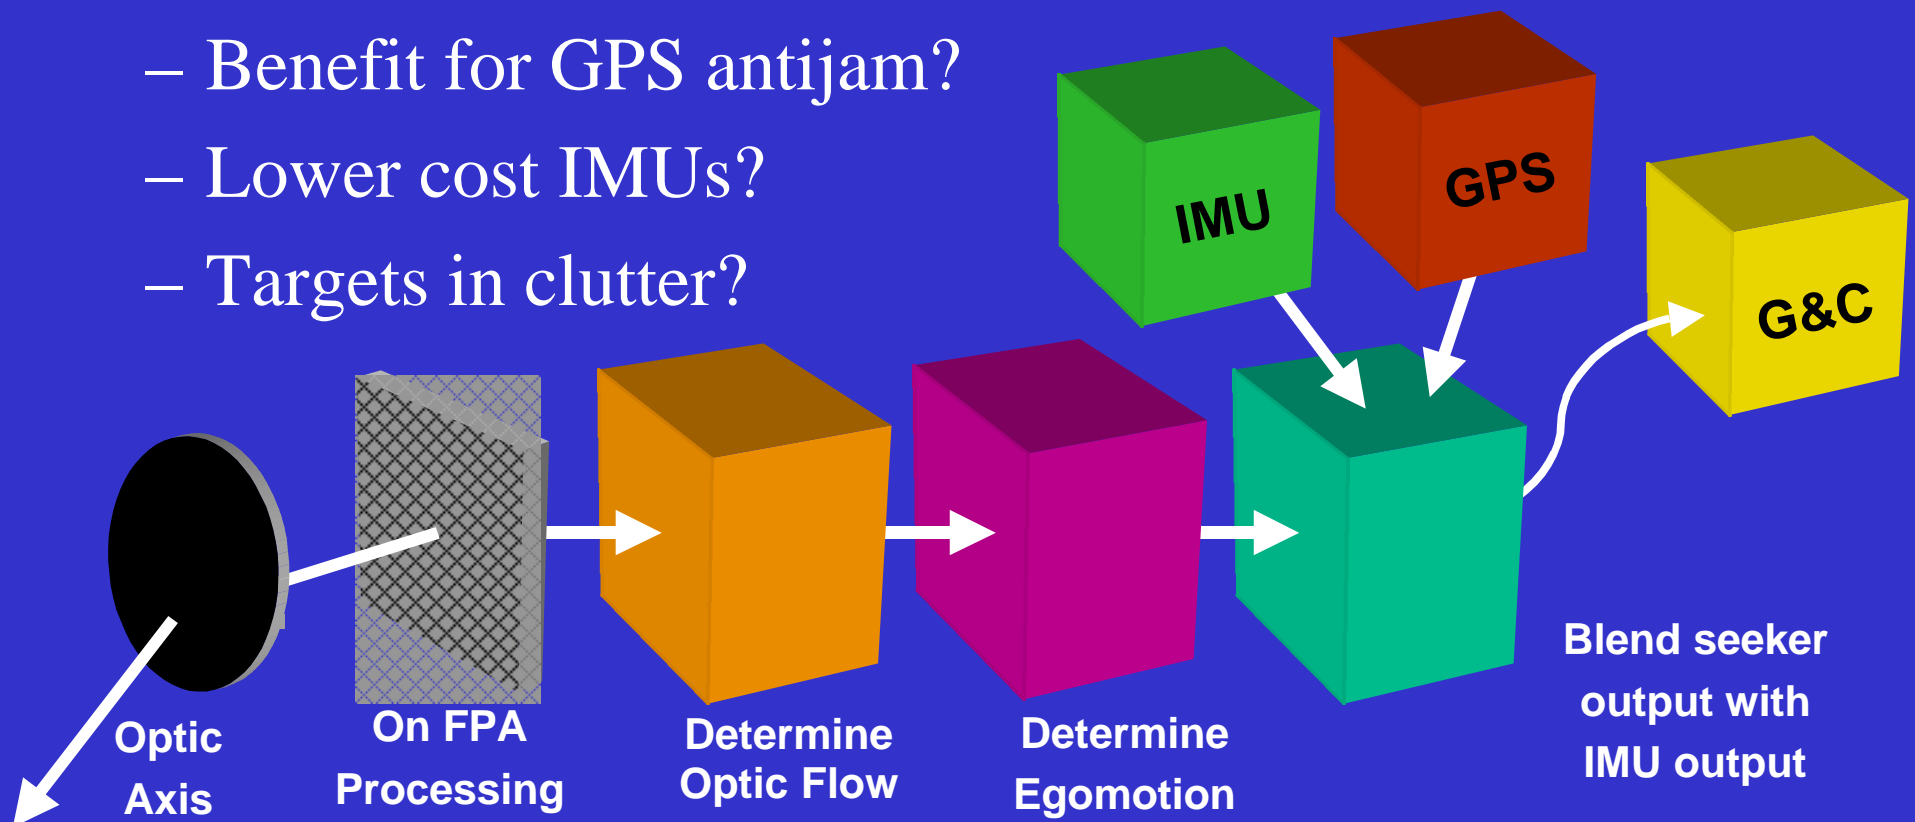 – Benefit for GPS antijam?
– Lower cost IMUs?
– Targets in clutter?
IMU
GPS
G&C
Optic
Axis
On FPA
Processing
Determine
Optic Flow
Determine
Egomotion
Blend seeker
output with
IMU output